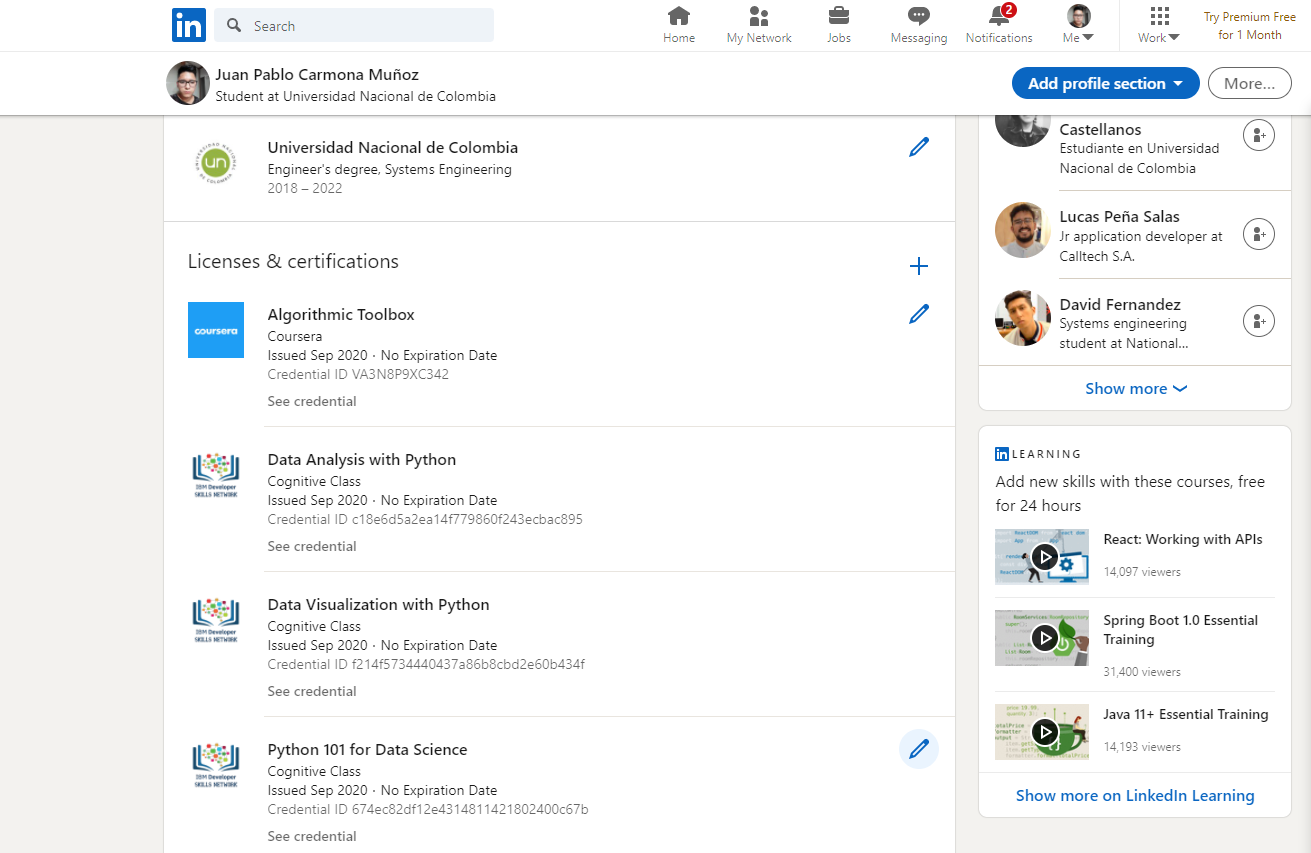 in
Search
Home
My Network
Jobs
Messaging
2
Notifications
Me
Work
Try Premium Free
for 1 Month
Juan Pablo Carmona Muñoz
Student at Universidad Nacional de Colombia
Add profile section
More...
UNIVERSIDAD NACIONAL DE COLOMBIA
un
Universidad Nacional de Colombia
Engineer's degree, Systems Engineering
2018 – 2022
Licenses & certifications
coursera
Algorithmic Toolbox
Coursera
Issued Sep 2020 · No Expiration Date
Credential ID VA3N8P9XC342
See credential
IBM Developer
SKILLS NETWORK
Data Analysis with Python
Cognitive Class
Issued Sep 2020 · No Expiration Date
Credential ID c18e6d5a2ea14f779860f243ecbac895
See credential
IBM Developer
SKILLS NETWORK
Data Visualization with Python
Cognitive Class
Issued Sep 2020 · No Expiration Date
Credential ID f214f5734440437a86b8cbd2e60b434f
See credential
IBM Developer
SKILLS NETWORK
Python 101 for Data Science
Cognitive Class
Issued Sep 2020 · No Expiration Date
Credential ID 674ec82df12e4314811421802400c67b
See credential
Castellanos
Estudiante en Universidad
Nacional de Colombia
Lucas Peña Salas
Jr application developer at
Calltech S.A.
David Fernandez
Systems engineering
student at National...
Show more
in LEARNING
Add new skills with these courses, free
for 24 hours
React: Working with APIs
14,097 viewers
Spring Boot 1.0 Essential
Training
31,400 viewers
Java 11+ Essential Training
14,193 viewers
Show more on LinkedIn Learning